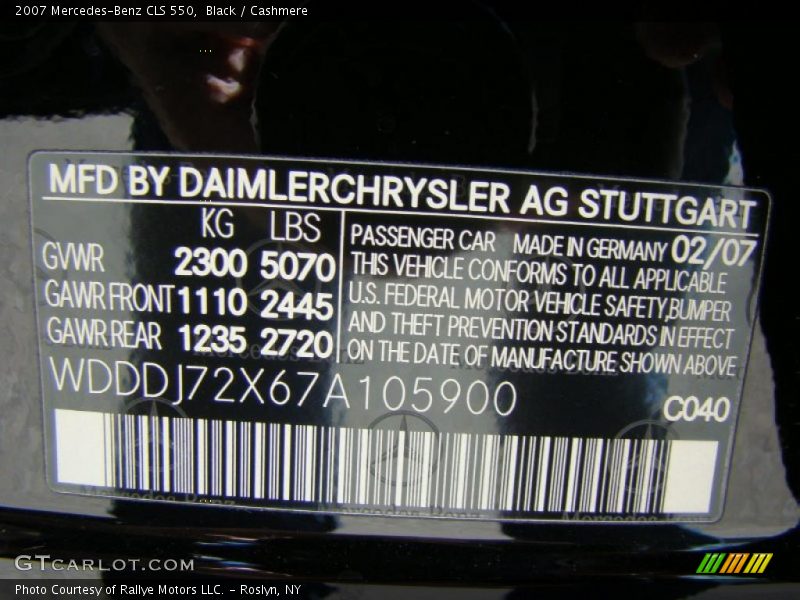 2007 Mercedes-Benz CLS 550,  Black / Cashmere
MFD BY DAIMLERCHRYSLER AG STUTTGART
KG LBS
GVWR 2300 5070
GAWR FRONT 1110 2445
GAWR REAR 1235 2720
PASSENGER CAR MADE IN GERMANY 02/07
THIS VEHICLE CONFORMS TO ALL APPLICABLE
U.S. FEDERAL MOTOR VEHICLE SAFETY,BUMPER
AND THEFT PREVENTION STANDARDS IN EFFECT
ON THE DATE OF MANUFACTURE SHOWN ABOVE
WDDDJ72X67A105900
C040
Mercedes-Benz
GTCARLOT.COM
Photo Courtesy of Rallye Motors LLC. - Roslyn, NY